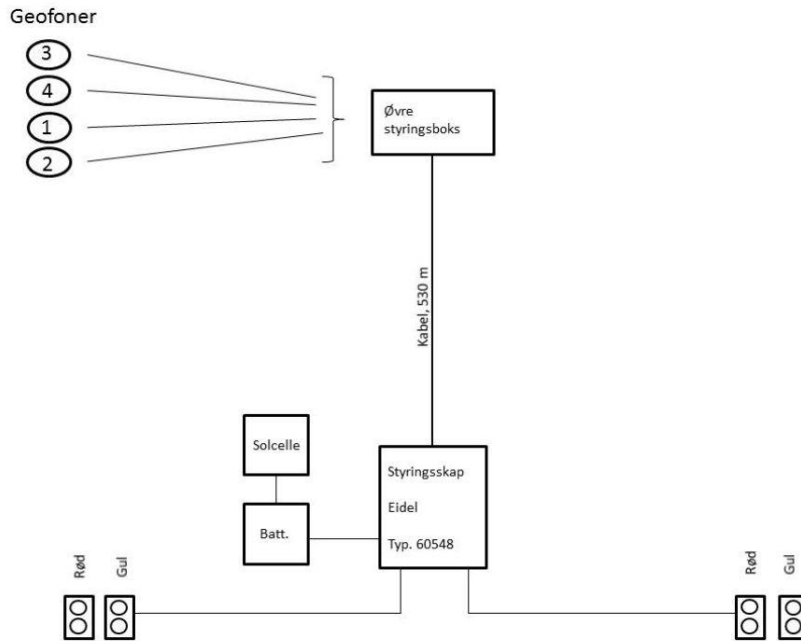 Geofoner
3
4
1
2
Øvre
styringsboks
Kabel, 530 m
Solcelle
Batt.
Styringsskap
Eidel
Typ. 60548
Rød
Gul
Rød
Gul